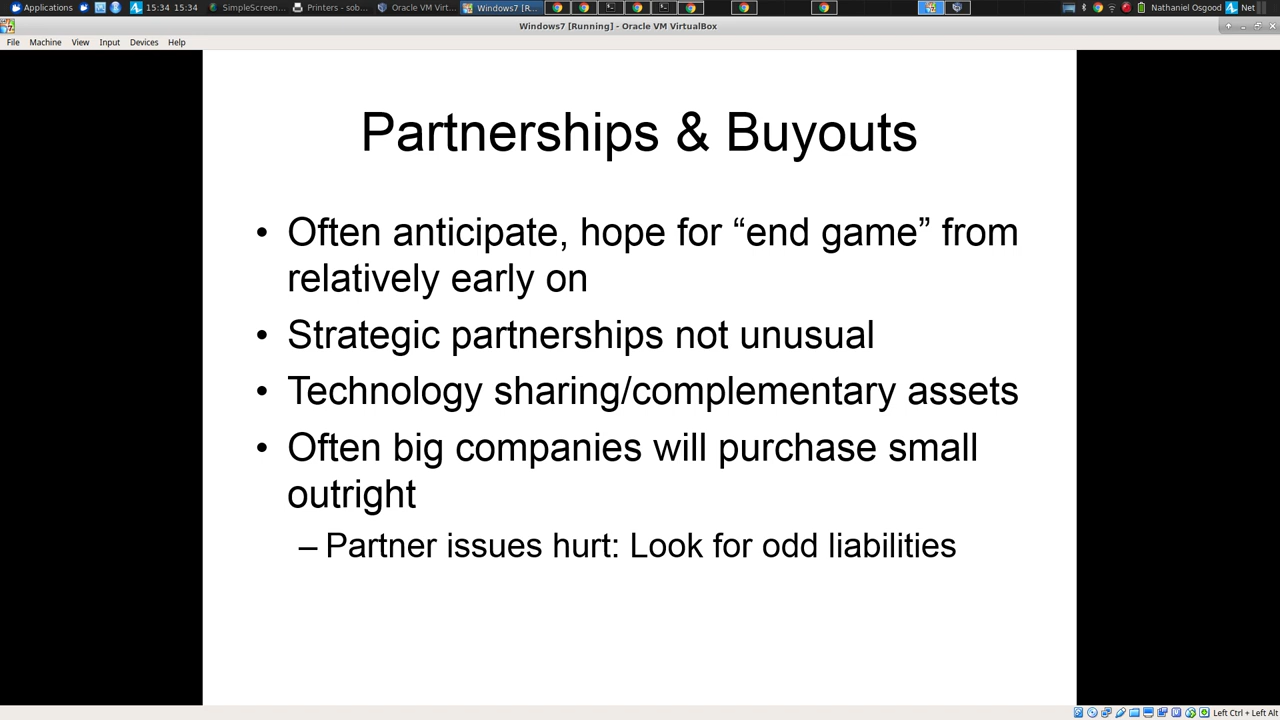 Applications
15:34 15:34
SimpleScreen...
Printers - sob...
Oracle VM Virt...
Windows7 [R...
Nathaniel Osgood
Net
Windows7 [Running] - Oracle VM VirtualBox
File Machine View Input Devices Help
Partnerships & Buyouts
• Often anticipate, hope for “end game” from
relatively early on
• Strategic partnerships not unusual
• Technology sharing/complementary assets
• Often big companies will purchase small
outright
– Partner issues hurt: Look for odd liabilities
Left Ctrl + Left Alt